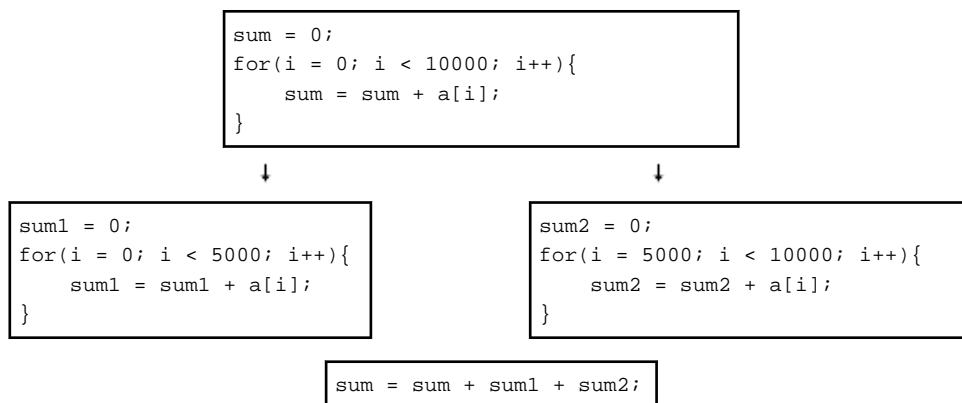 sum = 0;
for(i = 0; i < 10000; i++){
    sum = sum + a[i];
}
sum1 = 0;
for(i = 0; i < 5000; i++){
    sum1 = sum1 + a[i];
}
sum2 = 0;
for(i = 5000; i < 10000; i++){
    sum2 = sum2 + a[i];
}
sum = sum + sum1 + sum2;